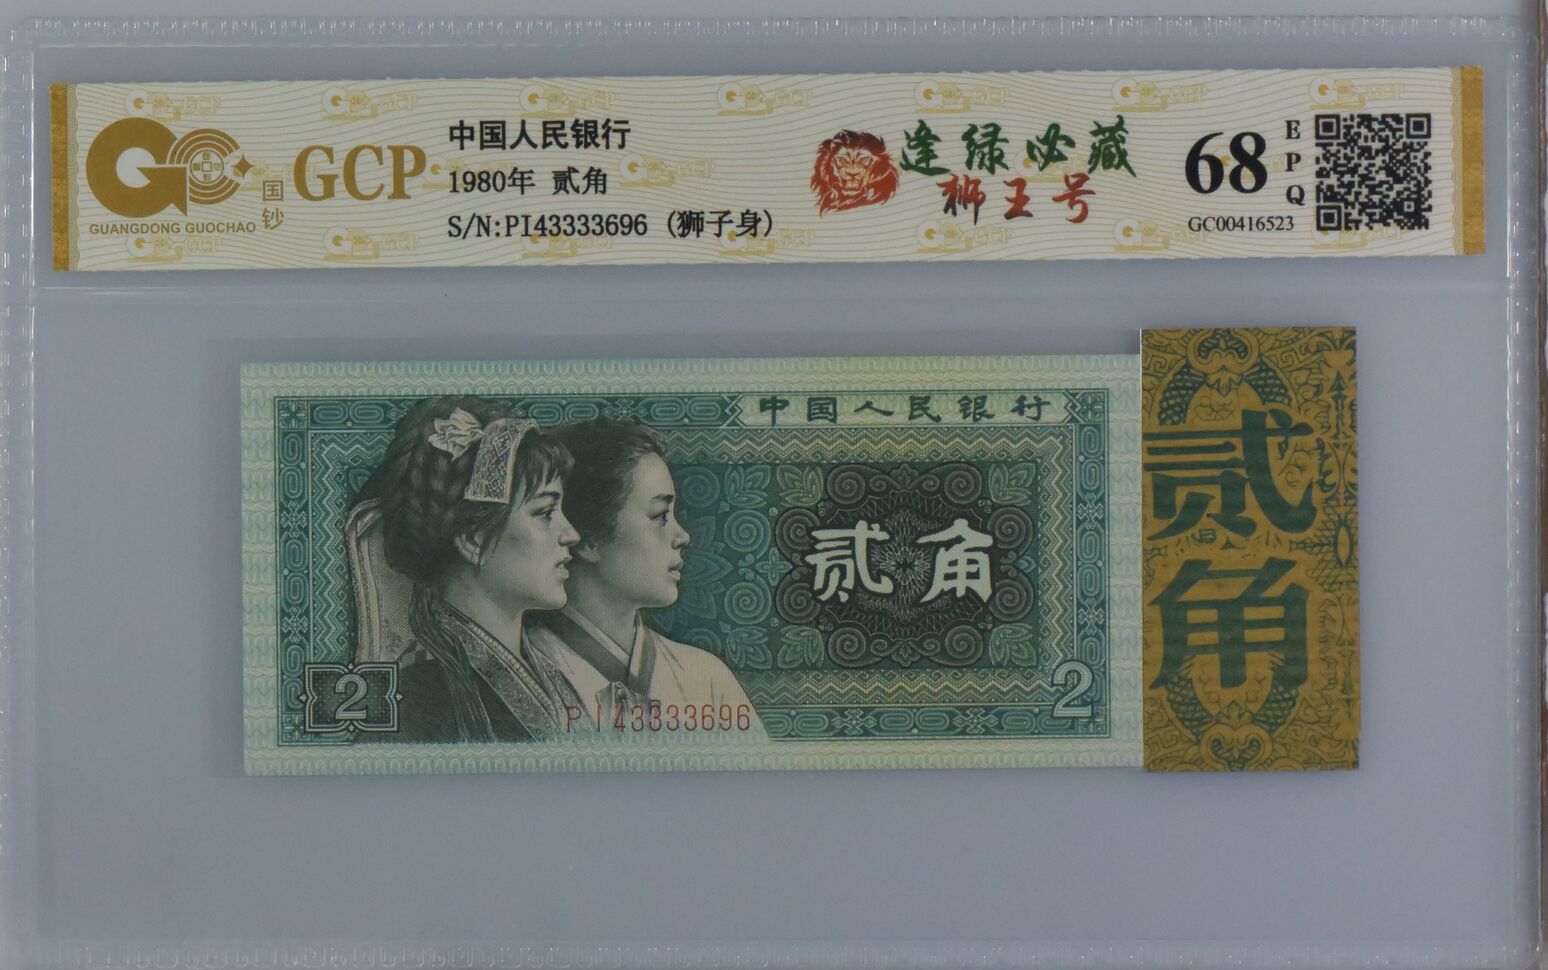 中国人民银行
1980年 贰角
S/N:PI43333696 (狮子身)
GCP
国钞
GUANGDONG GUOCHAO
逢绿必藏
狮王号
68
EPQ
GC00416523
中国人民银行
贰角
2
2
PI43333696
贰角